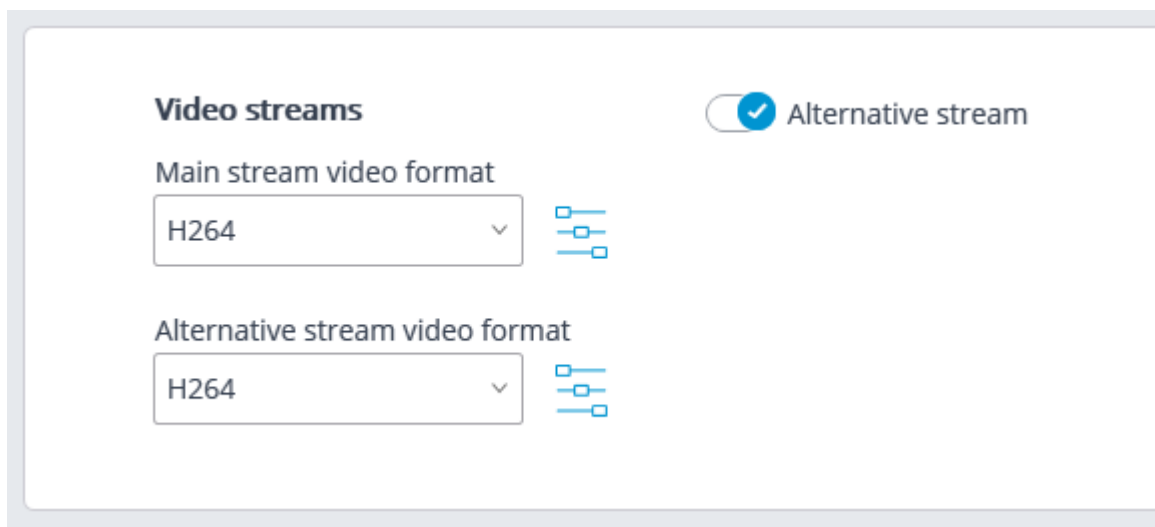 Video streams
Alternative stream
Main stream video format
H264
Alternative stream video format
H264